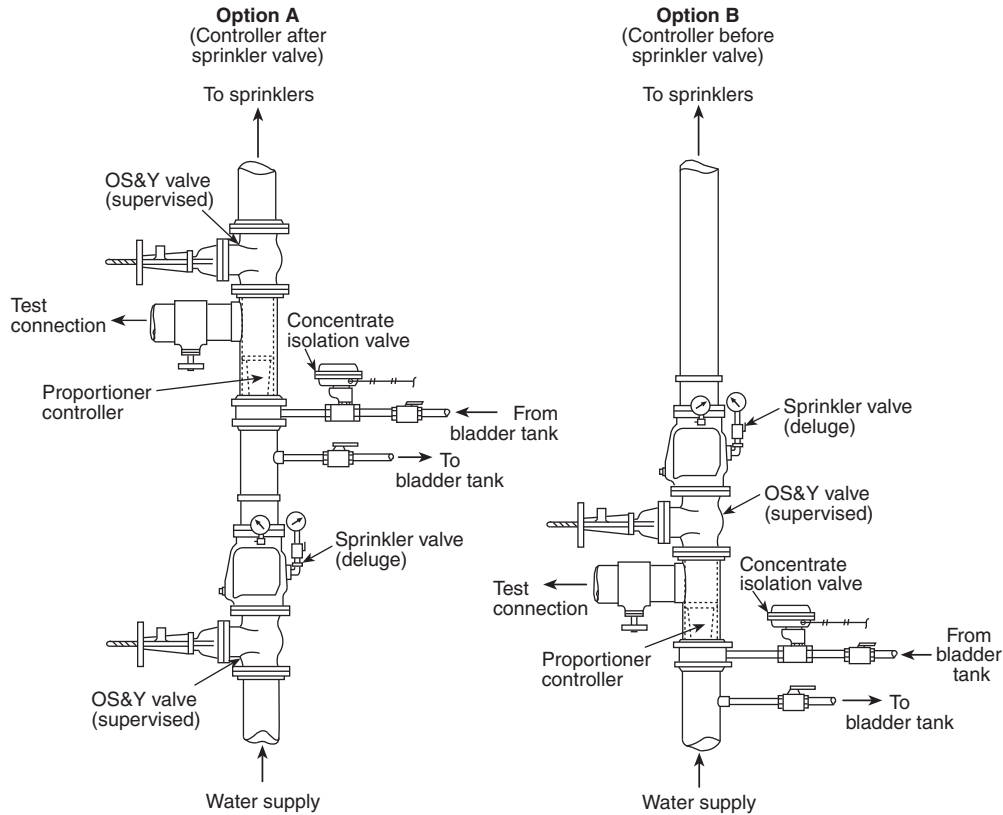 Option A
(Controller after
sprinkler valve)
To sprinklers
OS&Y valve
(supervised)
Test
connection
Concentrate
isolation valve
Proportioner
controller
From
bladder tank
To
bladder tank
Sprinkler valve
(deluge)
OS&Y valve
(supervised)
Water supply
Option B
(Controller before
sprinkler valve)
To sprinklers
Sprinkler valve
(deluge)
OS&Y valve
(supervised)
Concentrate
isolation valve
Test
connection
Proportioner
controller
From
bladder
tank
To
bladder tank
Water supply